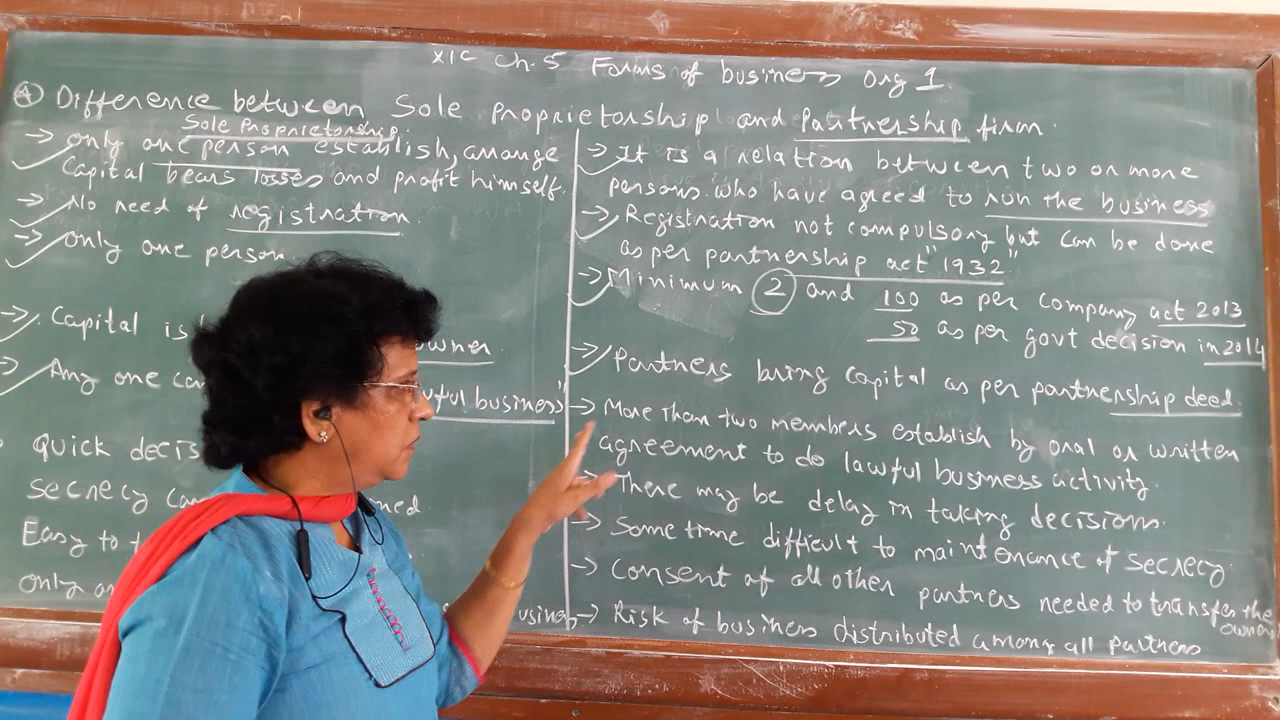 XI C Ch. 5 Forms of business org 1.
(A) Difference between Sole Proprietorship and Partnership firm.
Sole Proprietorship
→ only one person establish, arrange
Capital bears losses and profit himself.
→ No need of registration.
→ only one person
→ Capital is owner.
→ Any one lawful business"
Quick
Secrecy
Easy to
only
→ It is a relation between two or more
persons who have agreed to run the business
→ Registration not compulsory but can be done
as per partnership act "1932"
→ Minimum 2 and 100 as per company act 2013
50 as per govt decision in 2014
→ Partners bring capital as per partnership deed.
→ More than two members establish by oral or written
agreement to do lawful business activity.
→ There may be delay in taking decisions.
→ Some time difficult to maintenance of secrecy.
→ Consent of all other partners needed to transfer the
→ Risk of business distributed among all partners